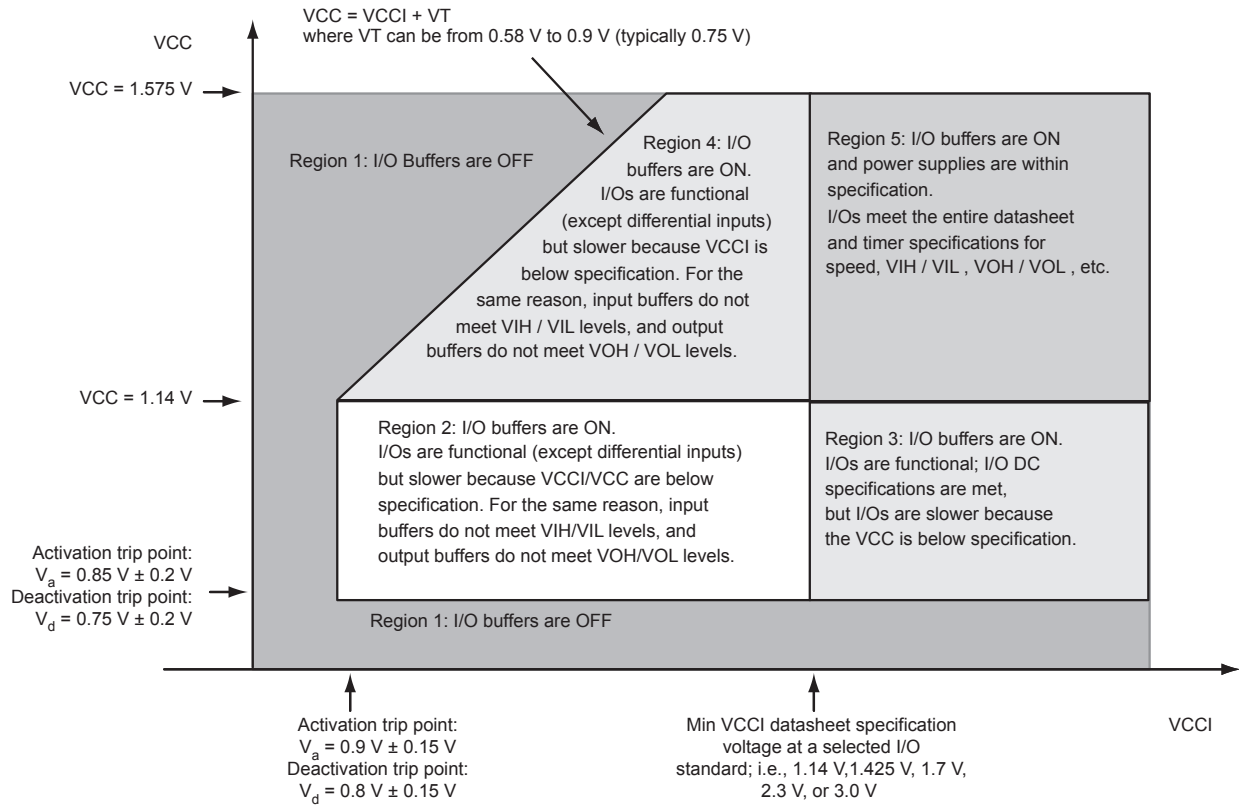 VCC = VCCI + VT
where VT can be from 0.58 V to 0.9 V (typically 0.75 V)
VCC
VCC = 1.575 V
Region 1: I/O Buffers are OFF
Region 4: I/O
buffers are ON.
I/Os are functional
(except differential inputs)
but slower because VCCI is
below specification. For the
same reason, input buffers do not
meet VIH / VIL levels, and output
buffers do not meet VOH / VOL levels.
Region 5: I/O buffers are ON
and power supplies are within
specification.
I/Os meet the entire datasheet
and timer specifications for
speed, VIH / VIL , VOH / VOL , etc.
VCC = 1.14 V
Region 2: I/O buffers are ON.
I/Os are functional (except differential inputs)
but slower because VCCI/VCC are below
specification. For the same reason, input
buffers do not meet VIH/VIL levels, and
output buffers do not meet VOH/VOL levels.
Region 3: I/O buffers are ON.
I/Os are functional; I/O DC
specifications are met,
but I/Os are slower because
the VCC is below specification.
Activation trip point:
Va = 0.85 V ± 0.2 V
Deactivation trip point:
Vd = 0.75 V ± 0.2 V
Region 1: I/O buffers are OFF
Activation trip point:
Va = 0.9 V ± 0.15 V
Deactivation trip point:
Vd = 0.8 V ± 0.15 V
Min VCCI datasheet specification
voltage at a selected I/O
standard; i.e., 1.14 V,1.425 V, 1.7 V,
2.3 V, or 3.0 V
VCCI